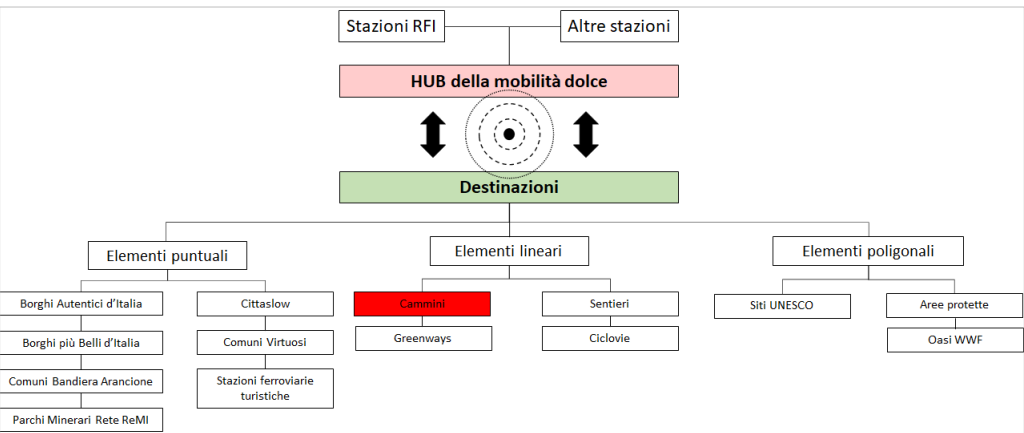 Stazioni RFI
Altre stazioni
HUB della mobilità dolce
Destinazioni
Elementi puntuali
Elementi lineari
Elementi poligonali
Borghi Autentici d’Italia
Cittaslow
Cammini
Sentieri
Siti UNESCO
Aree protette
Borghi più Belli d’Italia
Comuni Virtuosi
Greenways
Ciclovie
Oasi WWF
Comuni Bandiera Arancione
Stazioni ferroviarie
turistiche
Parchi Minerari Rete ReMI